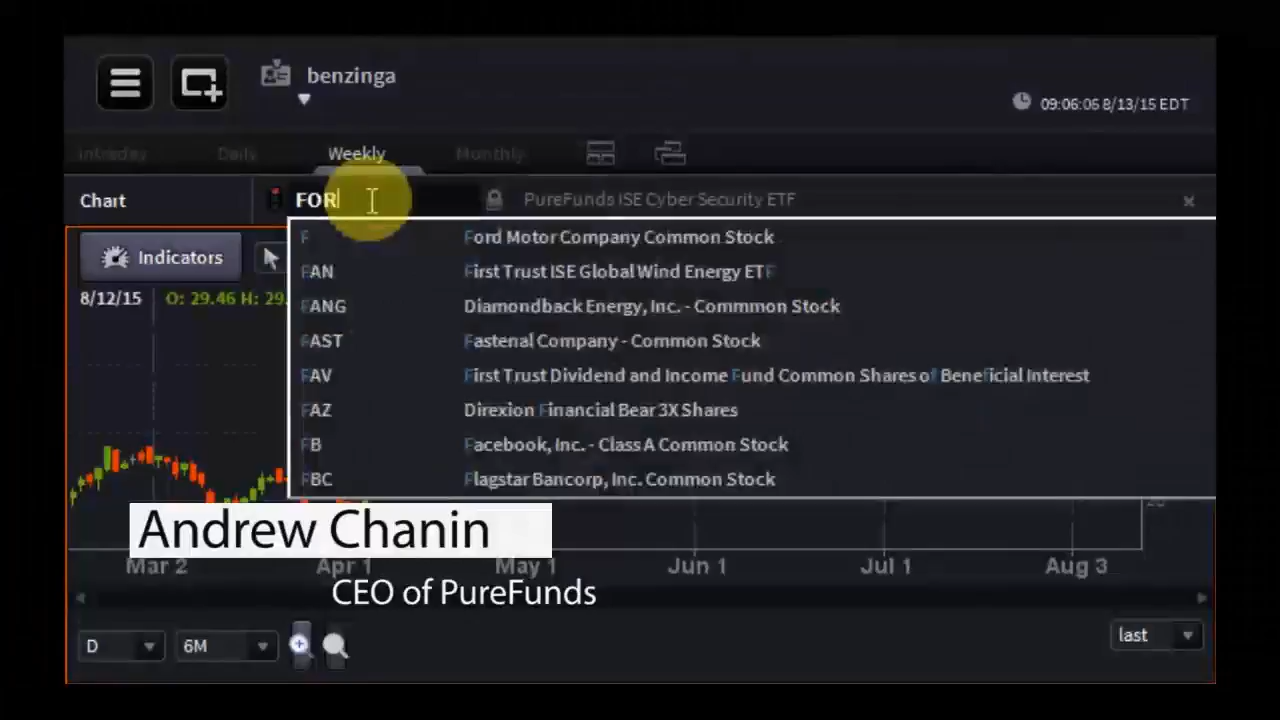 benzinga
09:06:06 8/13/15 EDT
Intraday Daily Weekly Monthly
Chart FOR PureFunds ISE Cyber Security ETF
F Ford Motor Company Common Stock
Indicators
FAN First Trust ISE Global Wind Energy ETF
8/12/15 O: 29.46 H: 29.
FANG Diamondback Energy, Inc. - Commmon Stock
FAST Fastenal Company - Common Stock
FAV First Trust Dividend and Income Fund Common Shares of Beneficial Interest
FAZ Direxion Financial Bear 3X Shares
FB Facebook, Inc. - Class A Common Stock
FBC Flagstar Bancorp, Inc. Common Stock
Andrew Chanin
Mar 2 Apr 1 May 1 Jun 1 Jul 1 Aug 3
CEO of PureFunds
D 6M last